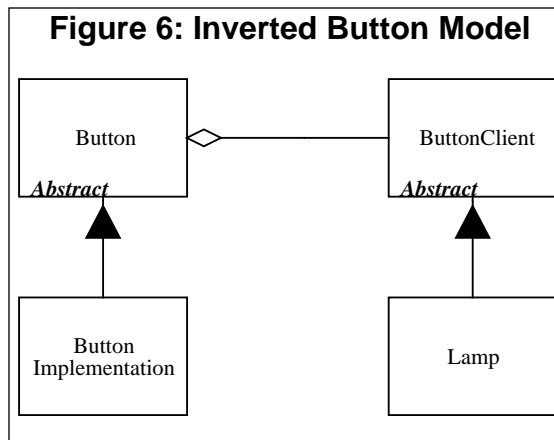 Figure 6: Inverted Button Model
Button
Abstract
ButtonClient
Abstract
Button
Implementation
Lamp